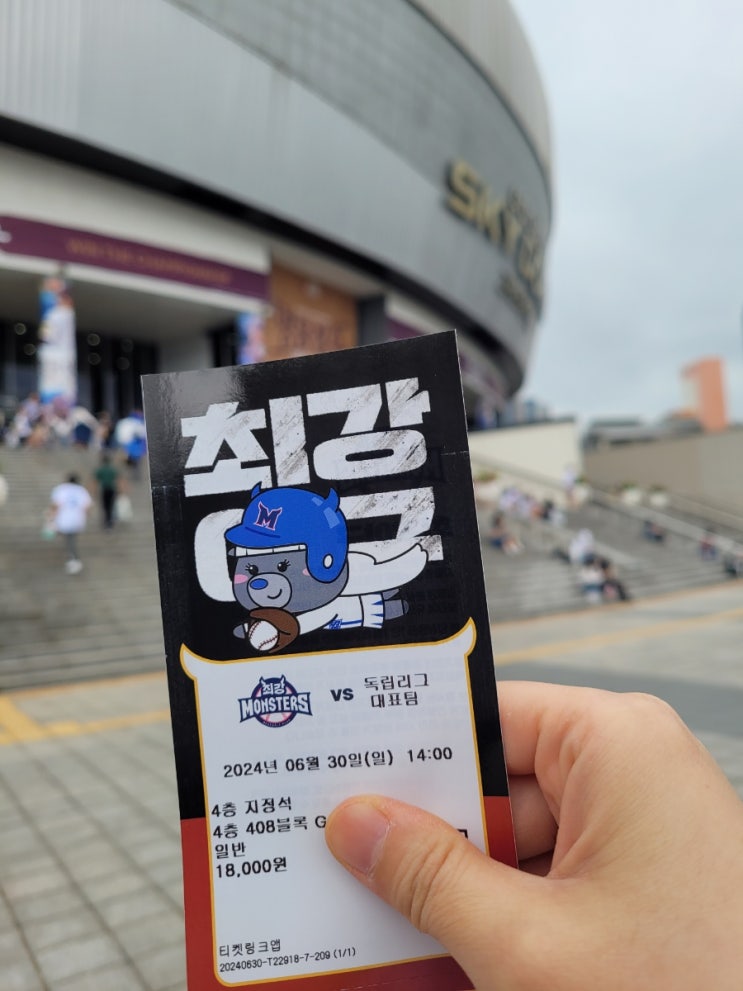 SKY
최강
M
최강
MONSTERS
vs
독립리그
대표팀
2024년 06월 30일(일) 14:00
4층 지정석
4층 408블록 G
일반
18,000원
티켓링크앱
20240630-T22918-7-209 (1/1)